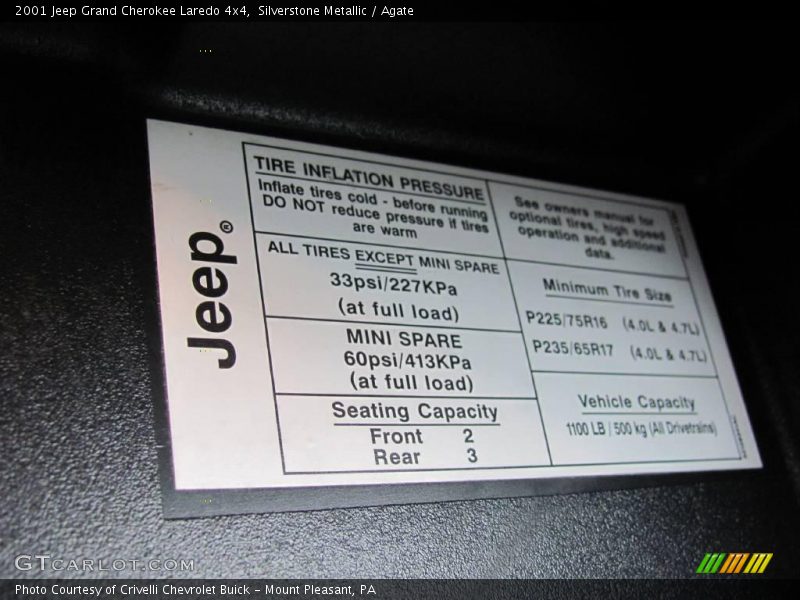 2001 Jeep Grand Cherokee Laredo 4x4,  Silverstone Metallic / Agate
Jeep®
TIRE INFLATION PRESSURE
Inflate tires cold - before running
DO NOT reduce pressure if tires
are warm
ALL TIRES EXCEPT MINI SPARE
33psi/227KPa
(at full load)
MINI SPARE
60psi/413KPa
(at full load)
Seating Capacity
Front 2
Rear 3
See owners manual for
optional tires, high speed
operation and additional
data.
Minimum Tire Size
P225/75R16 (4.0L & 4.7L)
P235/65R17 (4.0L & 4.7L)
Vehicle Capacity
1100 LB / 500 kg (All Drivetrains)
GTCARLOT.COM
Photo Courtesy of Crivelli Chevrolet Buick – Mount Pleasant, PA